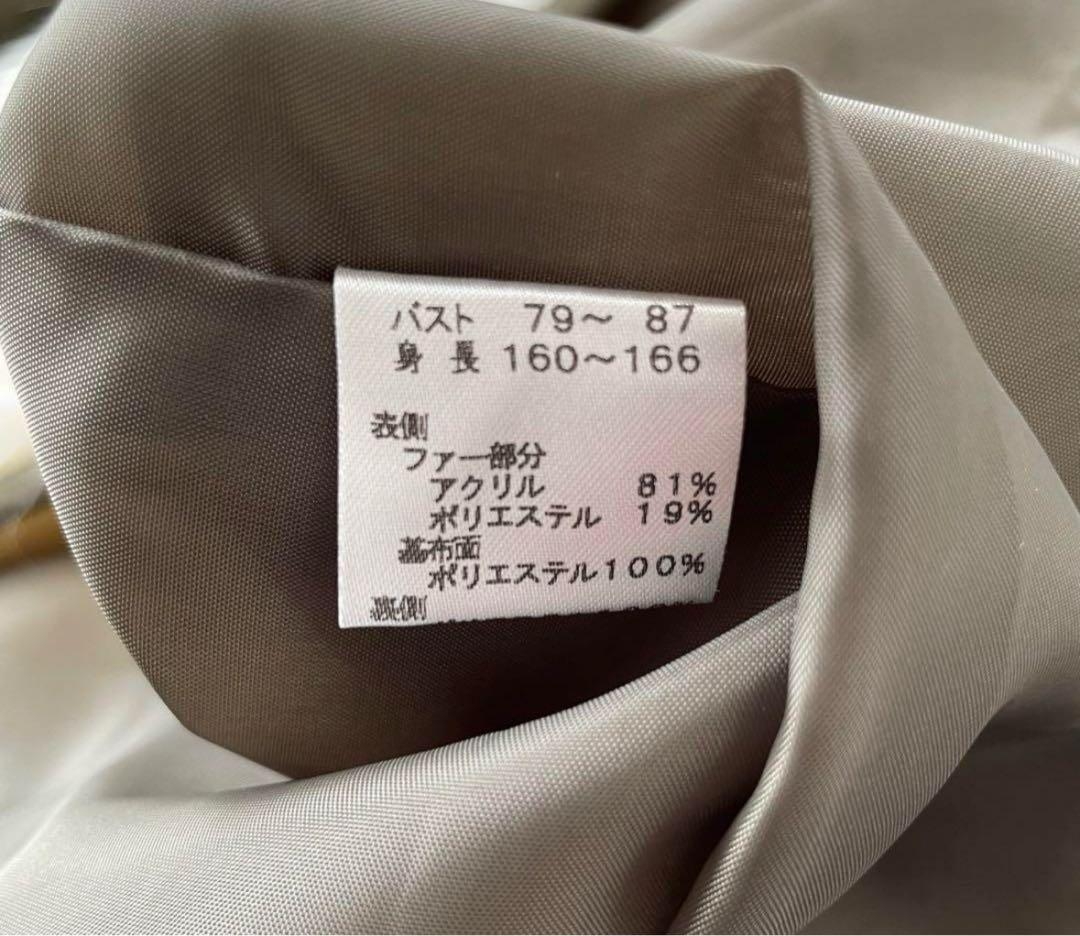 バスト 79～ 87
身長 160～166
表側
ファー部分
アクリル 81%
ポリエステル 19%
基布面
ポリエステル100%
裏側